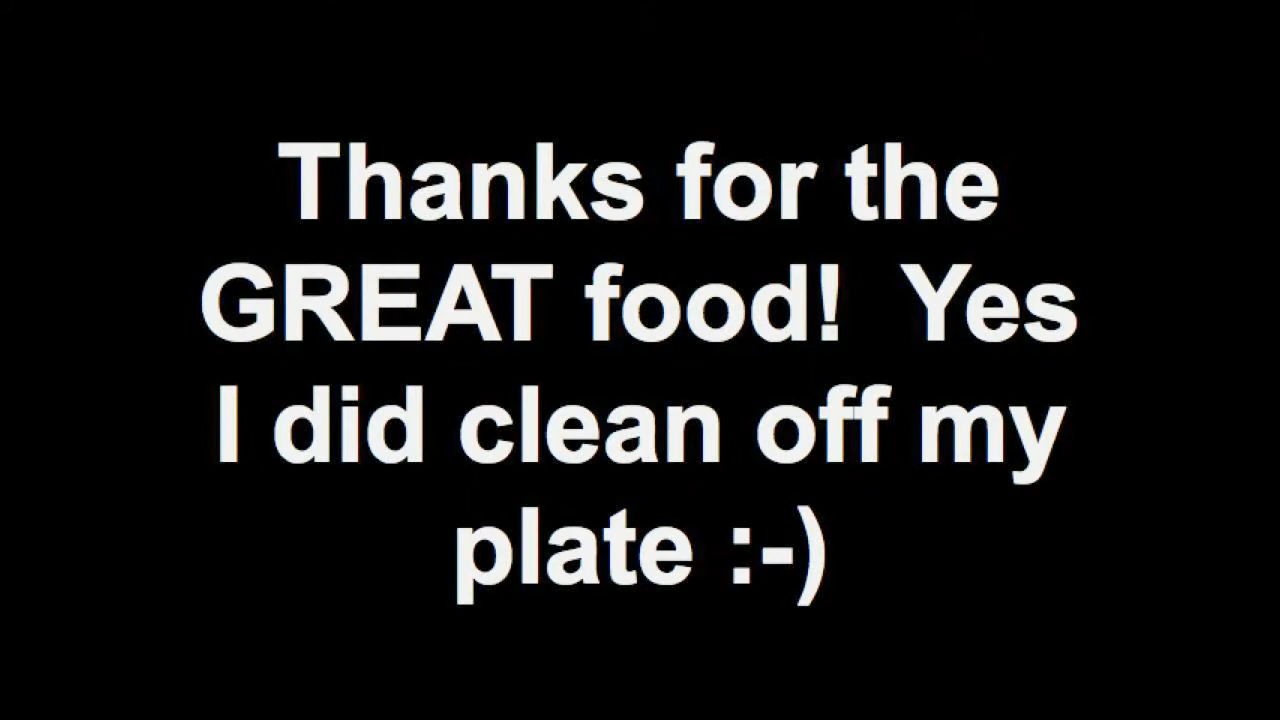 Thanks for the
GREAT food!  Yes
I did clean off my
plate :-)